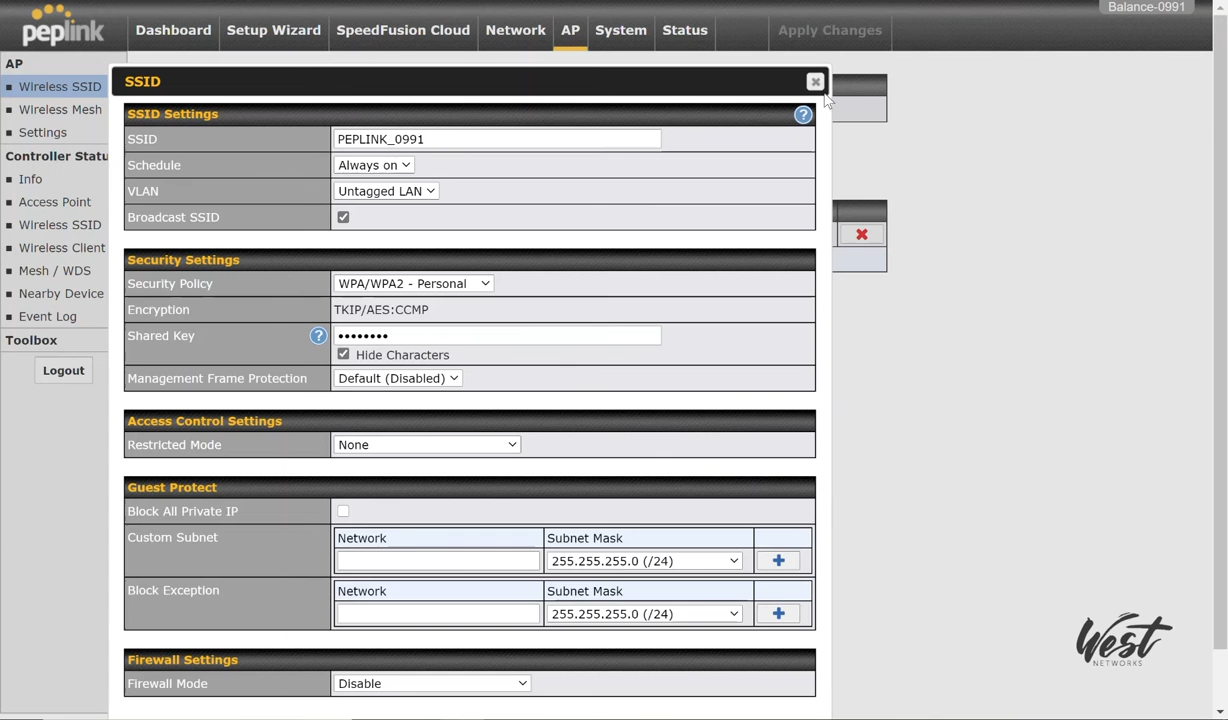 Balance-0991
peplink
Dashboard
Setup Wizard
SpeedFusion Cloud
Network
AP
System
Status
Apply Changes
AP
Wireless SSID
Wireless Mesh
Settings
Controller Statu
Info
Access Point
Wireless SSID
Wireless Client
Mesh / WDS
Nearby Device
Event Log
Toolbox
Logout
SSID
SSID Settings
SSID PEPLINK_0991
Schedule Always on
VLAN Untagged LAN
Broadcast SSID
Security Settings
Security Policy WPA/WPA2 - Personal
Encryption TKIP/AES:CCMP
Shared Key ••••••••
Hide Characters
Management Frame Protection Default (Disabled)
Access Control Settings
Restricted Mode None
Guest Protect
Block All Private IP
Custom Subnet Network Subnet Mask
255.255.255.0 (/24)
Block Exception Network Subnet Mask
255.255.255.0 (/24)
Firewall Settings
Firewall Mode Disable
West
NETWORKS